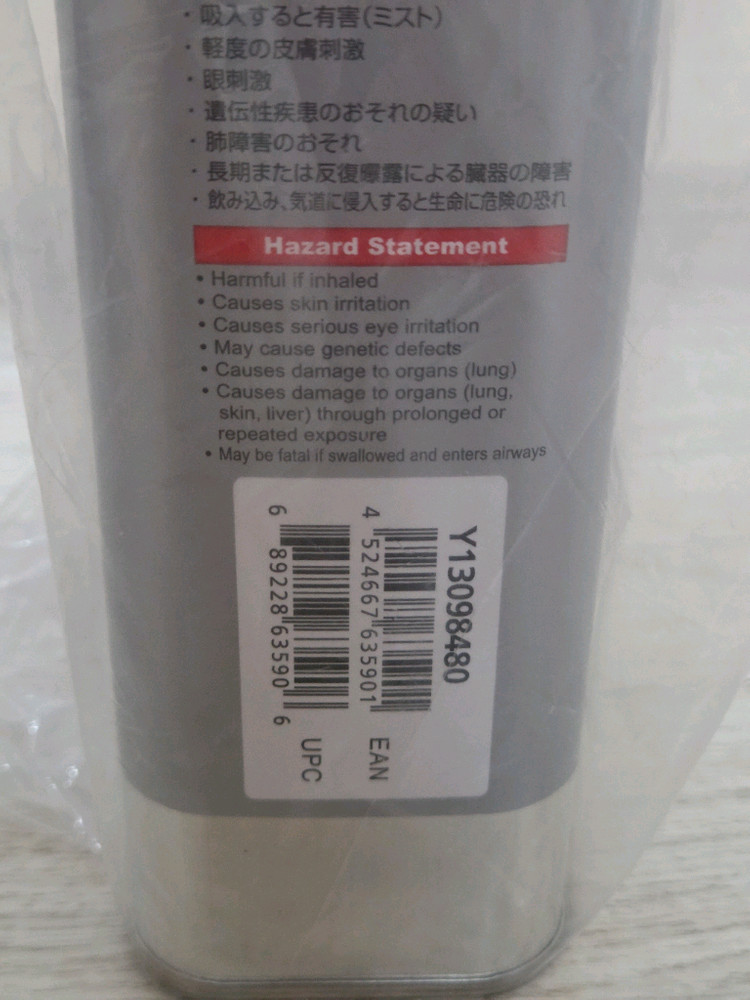 ・吸入すると有害(ミスト)
・軽度の皮膚刺激
・眼刺激
・遺伝性疾患のおそれの疑い
・肺障害のおそれ
・長期または反復曝露による臓器の障害
・飲み込み、気道に侵入すると生命に危険の恐れ
Hazard Statement
• Harmful if inhaled
• Causes skin irritation
• Causes serious eye irritation
• May cause genetic defects
• Causes damage to organs (lung)
• Causes damage to organs (lung,
skin, liver) through prolonged or
repeated exposure
• May be fatal if swallowed and enters airways
Y13098480
4 524667 635901 EAN
6 89228 63590 6 UPC